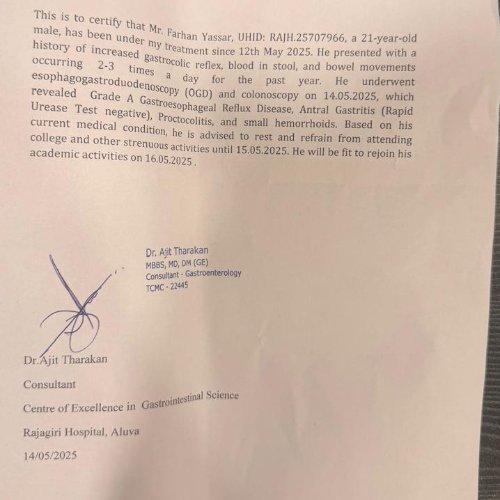 This is to certify that Mr. Farhan Yassar, UHID: RAJH.25707966, a 21-year-old
male, has been under my treatment since 12th May 2025. He presented with a
history of increased gastrocolic reflex, blood in stool, and bowel movements
occurring 2-3 times a day for the past year. He underwent
esophagogastroduodenoscopy (OGD) and colonoscopy on 14.05.2025, which
revealed Grade A Gastroesophageal Reflux Disease, Antral Gastritis (Rapid
Urease Test negative), Proctocolitis, and small hemorrhoids. Based on his
current medical condition, he is advised to rest and refrain from attending
college and other strenuous activities until 15.05.2025. He will be fit to rejoin his
academic activities on 16.05.2025 .
Dr. Ajit Tharakan
MBBS, MD, DM (GE)
Consultant - Gastroenterology
TCMC - 22445
Dr.Ajit Tharakan
Consultant
Centre of Excellence in Gastrointestinal Science
Rajagiri Hospital, Aluva
14/05/2025